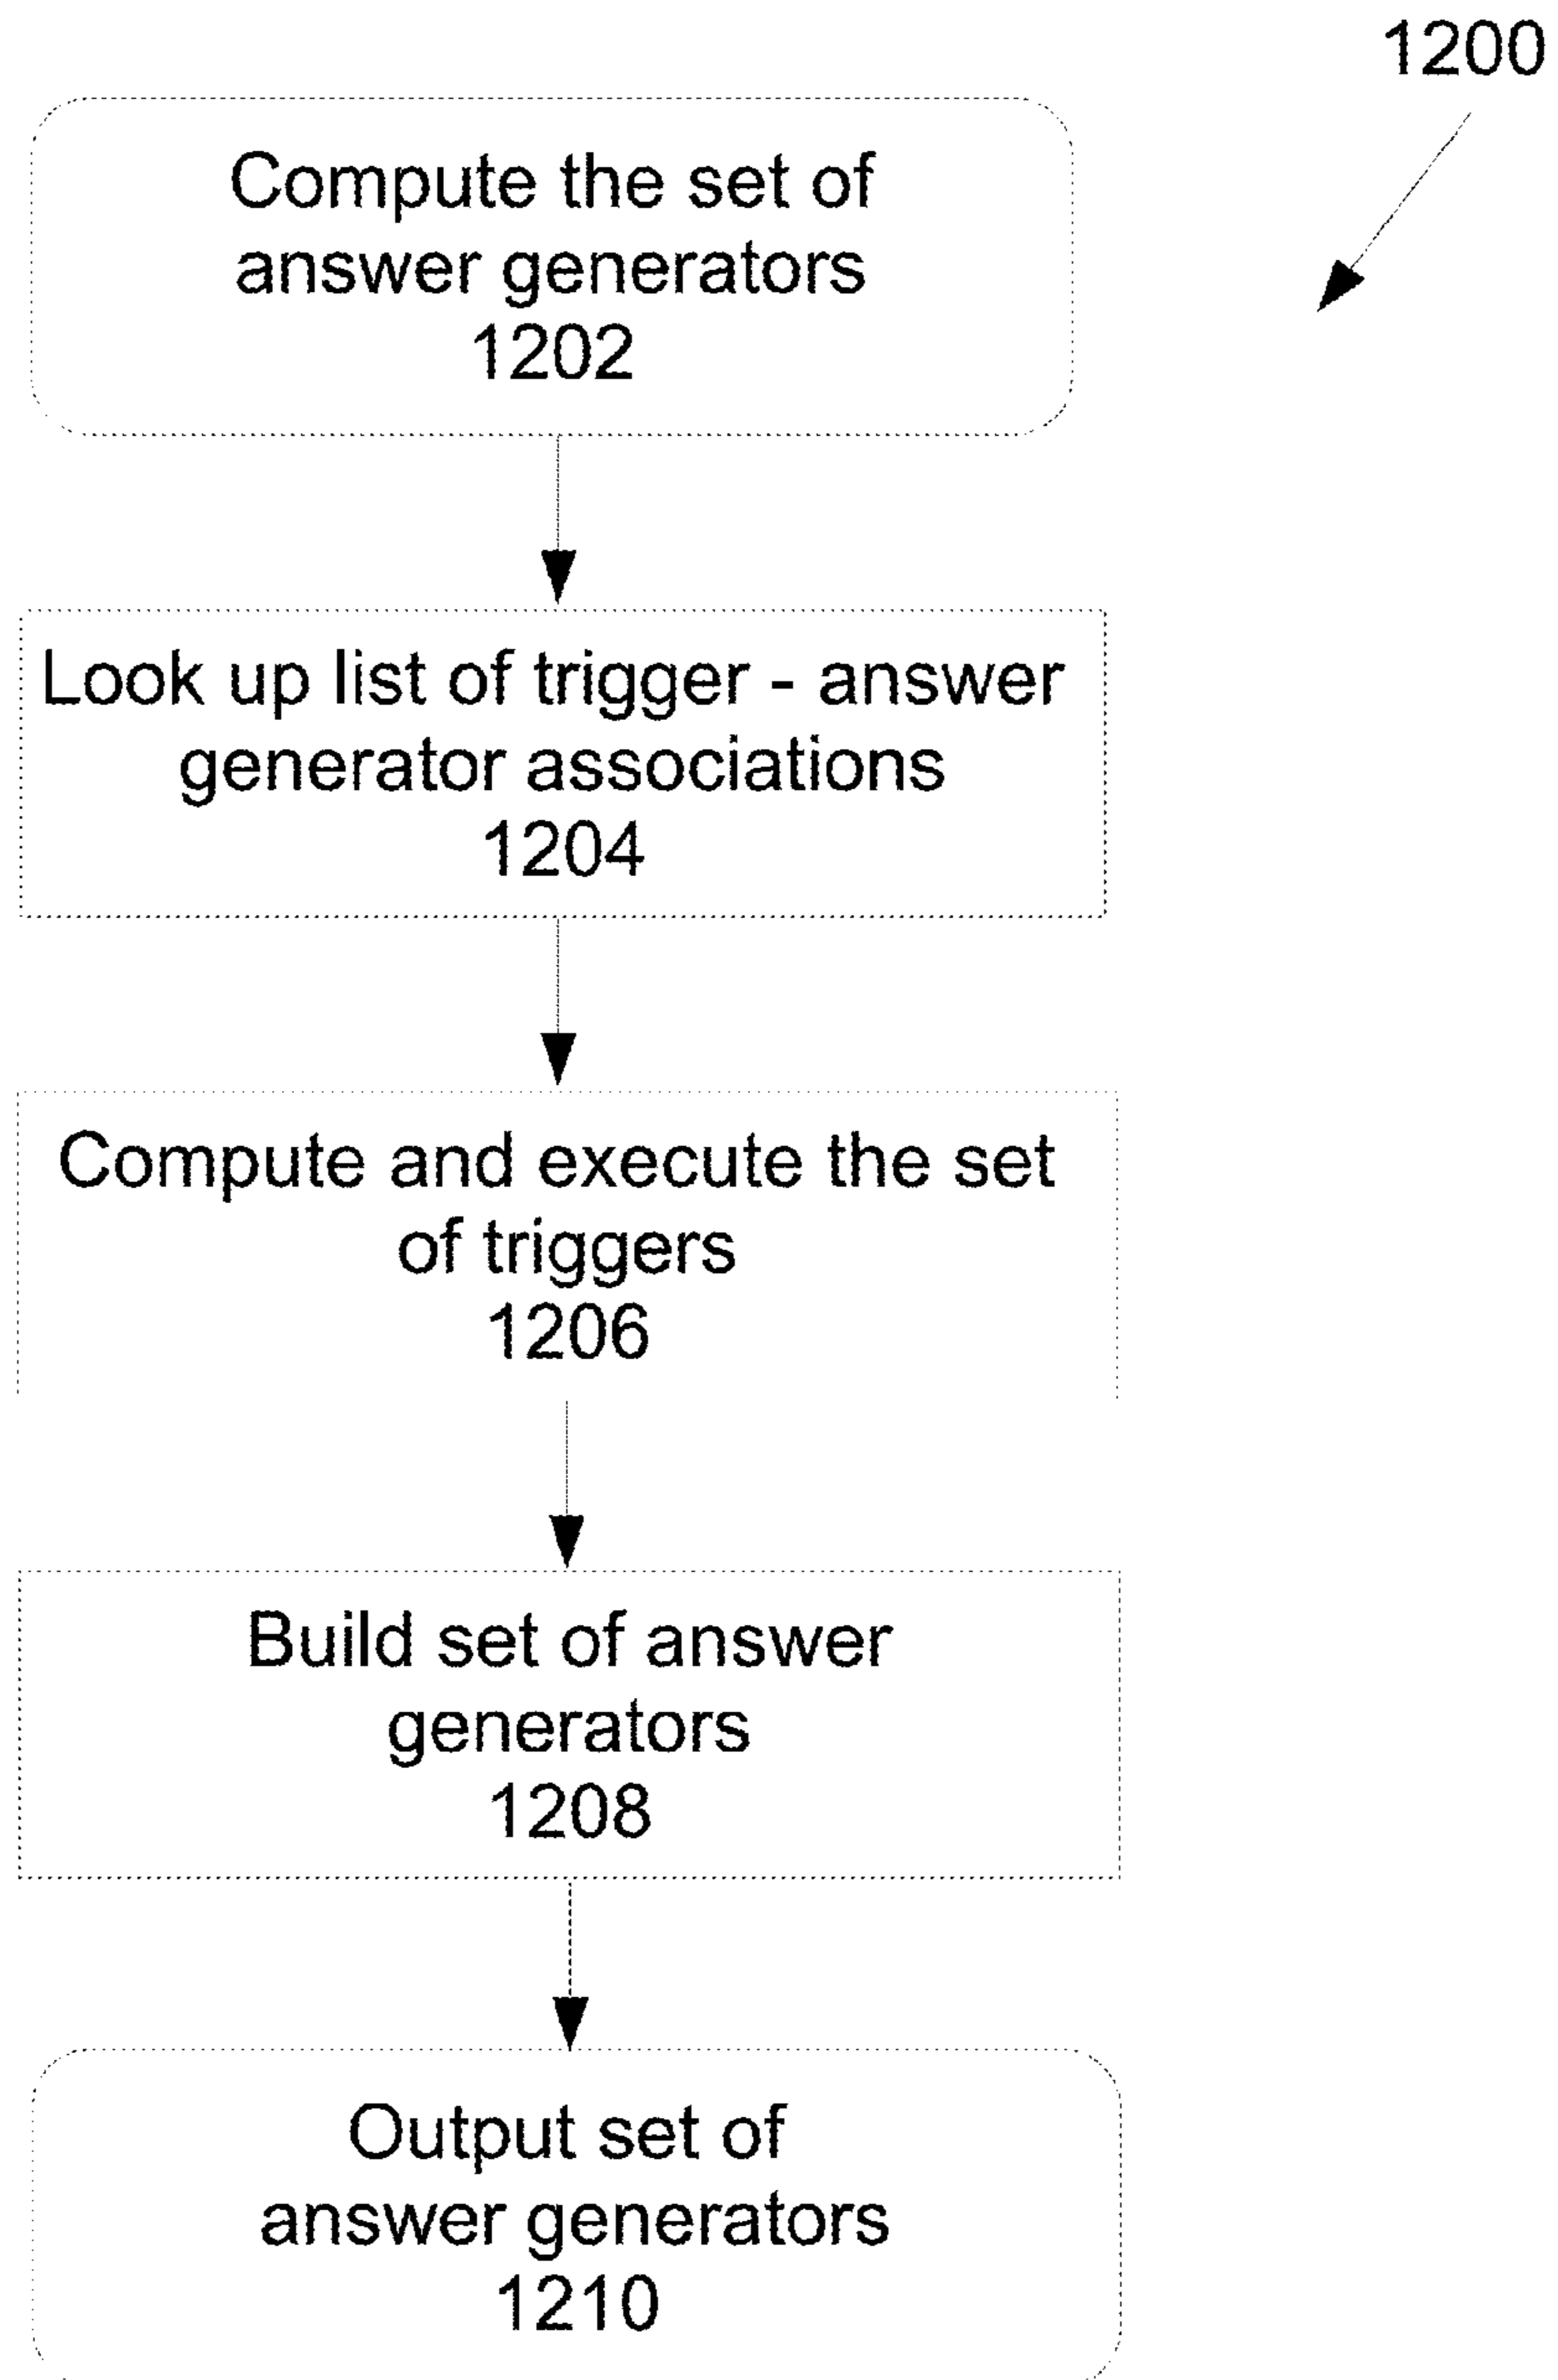 1200
Compute the set of
answer generators
1202
Look up list of trigger - answer
generator associations
1204
Compute and execute the set
of triggers
1206
Build set of answer
generators
1208
Output set of
answer generators
1210